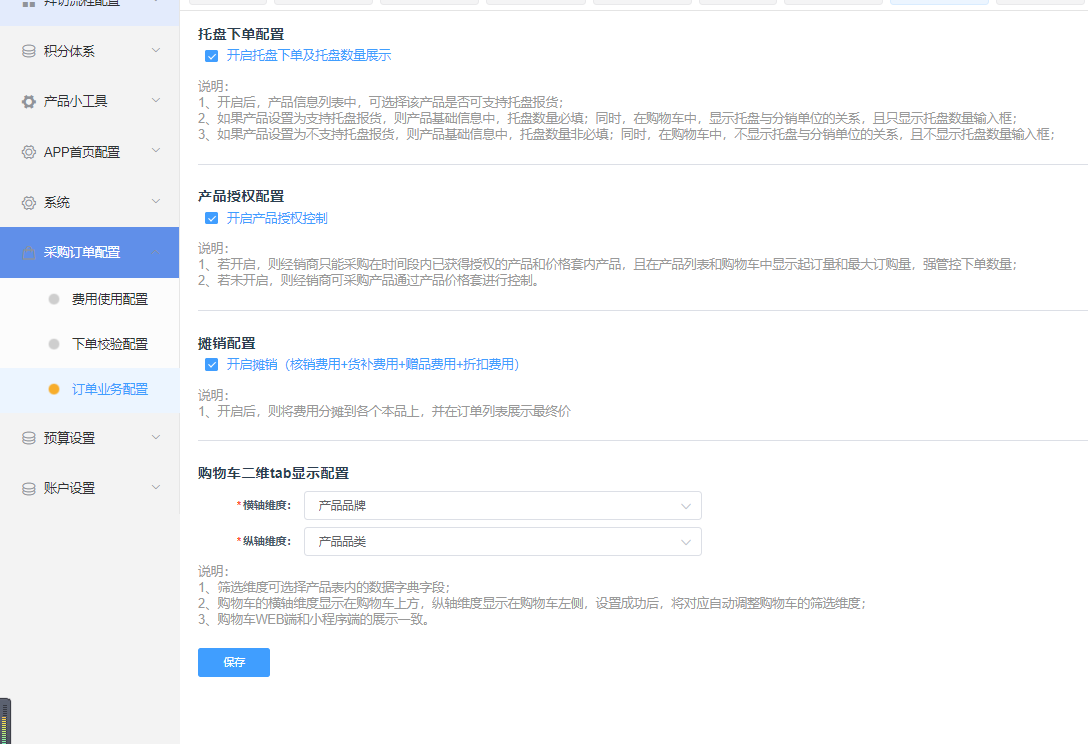 拜访流程配置
积分体系
产品小工具
APP首页配置
系统
采购订单配置
费用使用配置
下单校验配置
订单业务配置
预算设置
账户设置
托盘下单配置
开启托盘下单及托盘数量展示
说明：
1、开启后，产品信息列表中，可选择该产品是否可支持托盘报货；
2、如果产品设置为支持托盘报货，则产品基础信息中，托盘数量必填；同时，在购物车中，显示托盘与分销单位的关系，且只显示托盘数量输入框；
3、如果产品设置为不支持托盘报货，则产品基础信息中，托盘数量非必填；同时，在购物车中，不显示托盘与分销单位的关系，且不显示托盘数量输入框；
产品授权配置
开启产品授权控制
说明：
1、若开启，则经销商只能采购在时间段内已获得授权的产品和价格套内产品，且在产品列表和购物车中显示起订量和最大订购量，强管控下单数量；
2、若未开启，则经销商可采购产品通过产品价格套进行控制。
摊销配置
开启摊销（核销费用+货补费用+赠品费用+折扣费用）
说明：
1、开启后，则将费用分摊到各个本品上，并在订单列表展示最终价
购物车二维tab显示配置
*横轴维度： 产品品牌
*纵轴维度： 产品品类
说明：
1、筛选维度可选择产品表内的数据字典字段；
2、购物车的横轴维度显示在购物车上方，纵轴维度显示在购物车左侧，设置成功后，将对应自动调整购物车的筛选维度；
3、购物车WEB端和小程序端的展示一致。
保存